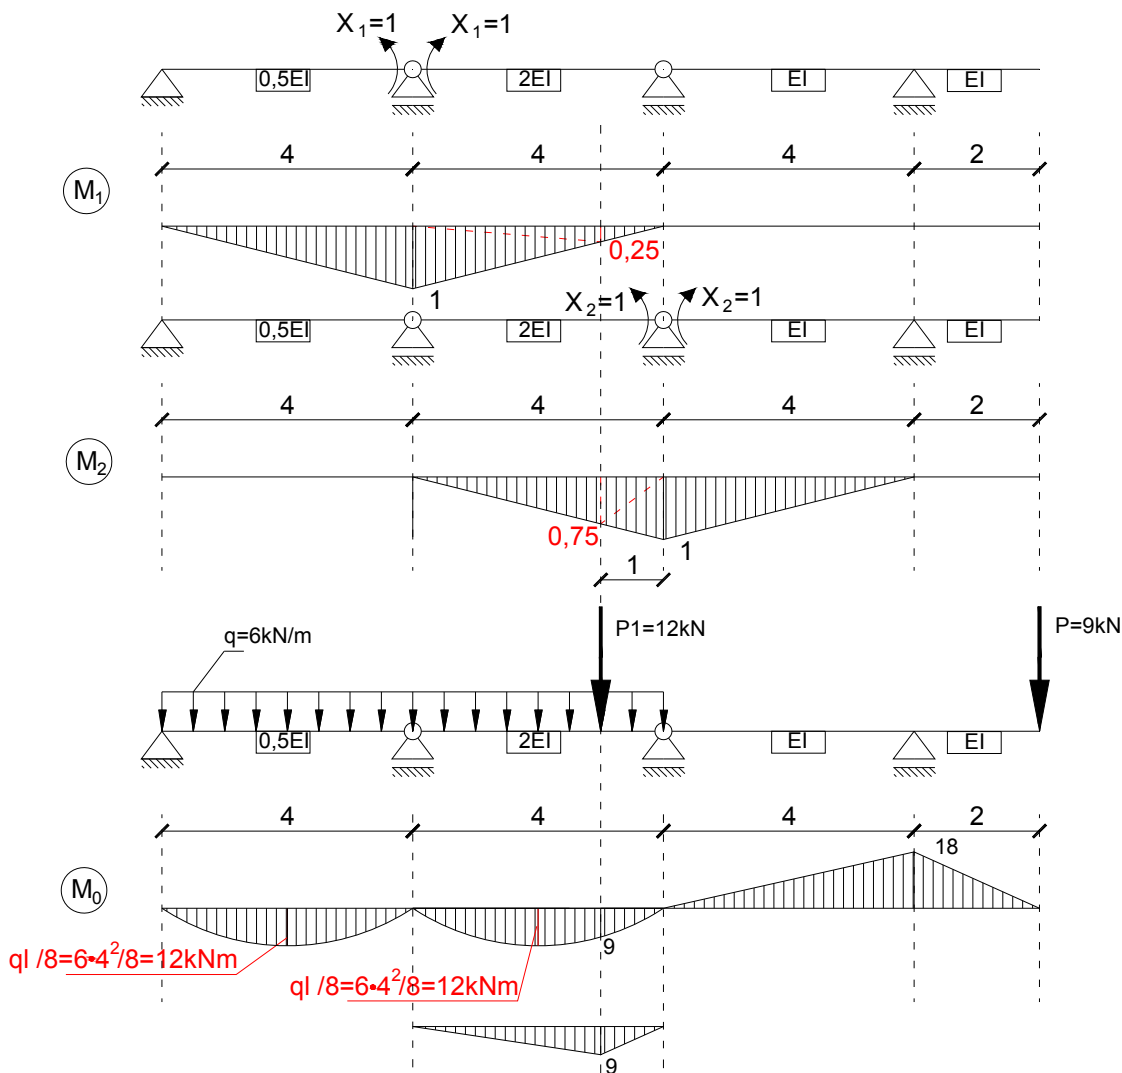 X₁=1 X₁=1
0,5EI 2EI EI EI
4 4 4 2
M₁
0,25
1
X₂=1 X₂=1
0,5EI 2EI EI EI
4 4 4 2
M₂
0,75
1
1
q=6kN/m
P1=12kN
P=9kN
0,5EI 2EI EI EI
4 4 4 2
M₀
18
9
ql /8=6•4²/8=12kNm
ql /8=6•4²/8=12kNm
9